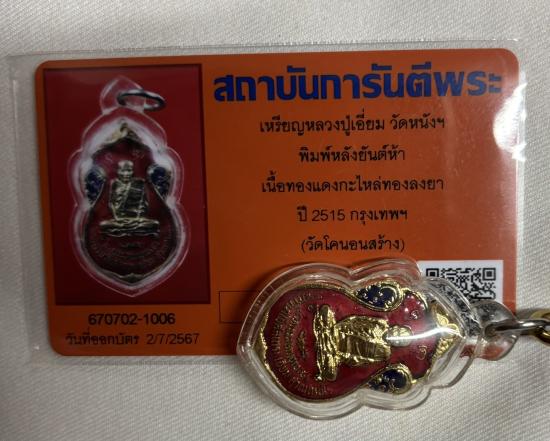 สถาบันการันตีพระ
เหรียญหลวงปู่เอี่ยม วัดหนังฯ
พิมพ์หลังยันต์ห้า
เนื้อทองแดงกะไหล่ทองลงยา
ปี 2515 กรุงเทพฯ
(วัดโคนอนสร้าง)
670702-1006
วันที่ออกบัตร 2/7/2567